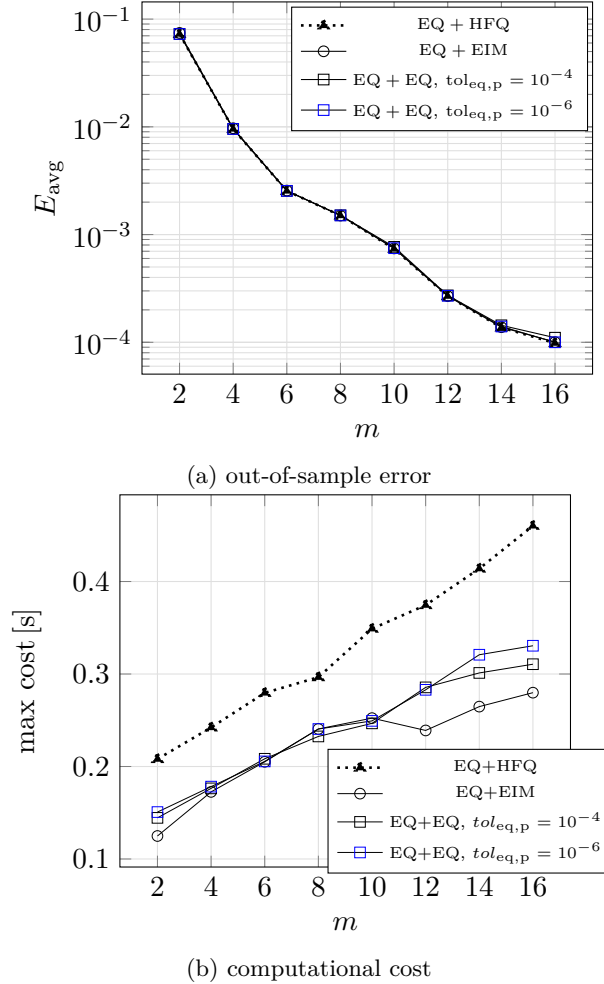 10⁻¹
10⁻²
10⁻³
10⁻⁴
E_avg
EQ + HFQ
EQ + EIM
EQ + EQ, tol_eq,p = 10⁻⁴
EQ + EQ, tol_eq,p = 10⁻⁶
2 4 6 8 10 12 14 16
m
(a) out-of-sample error
0.4
0.3
0.2
0.1
max cost [s]
EQ+HFQ
EQ+EIM
EQ+EQ, tol_eq,p = 10⁻⁴
EQ+EQ, tol_eq,p = 10⁻⁶
2 4 6 8 10 12 14 16
m
(b) computational cost